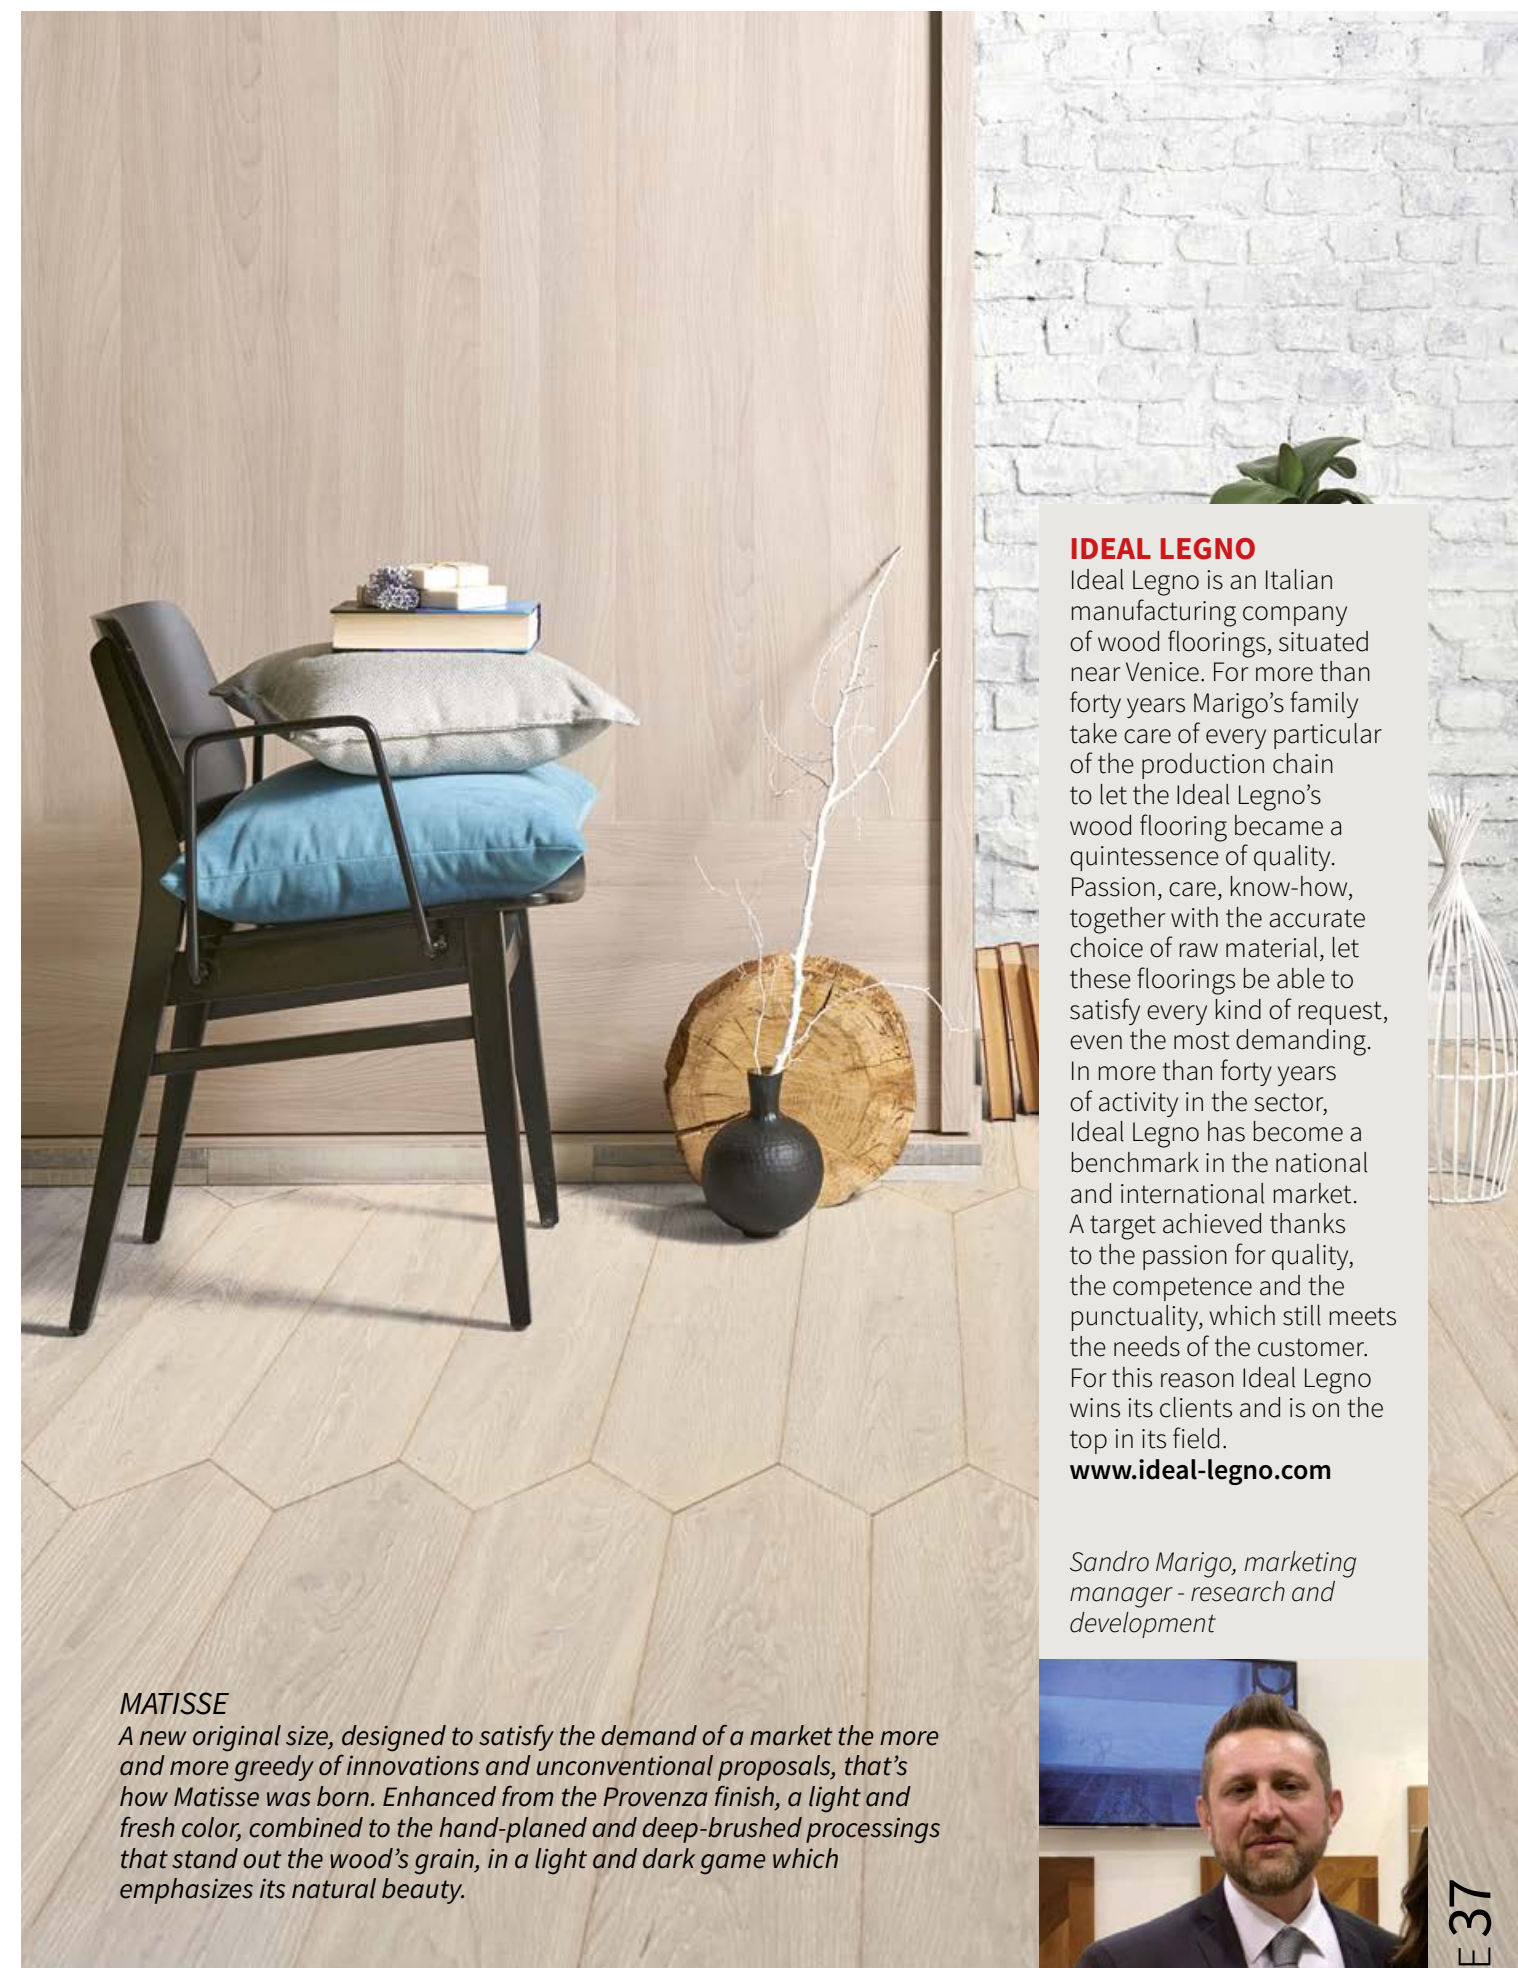 IDEAL LEGNO
Ideal Legno is an Italian
manufacturing company
of wood floorings, situated
near Venice. For more than
forty years Marigo’s family
take care of every particular
of the production chain
to let the Ideal Legno’s
wood flooring became a
quintessence of quality.
Passion, care, know-how,
together with the accurate
choice of raw material, let
these floorings be able to
satisfy every kind of request,
even the most demanding.
In more than forty years
of activity in the sector,
Ideal Legno has become a
benchmark in the national
and international market.
A target achieved thanks
to the passion for quality,
the competence and the
punctuality, which still meets
the needs of the customer.
For this reason Ideal Legno
wins its clients and is on the
top in its field.
www.ideal-legno.com
Sandro Marigo, marketing
manager - research and
development
MATISSE
A new original size, designed to satisfy the demand of a market the more
and more greedy of innovations and unconventional proposals, that’s
how Matisse was born. Enhanced from the Provenza finish, a light and
fresh color, combined to the hand-planed and deep-brushed processings
that stand out the wood’s grain, in a light and dark game which
emphasizes its natural beauty.
E 37